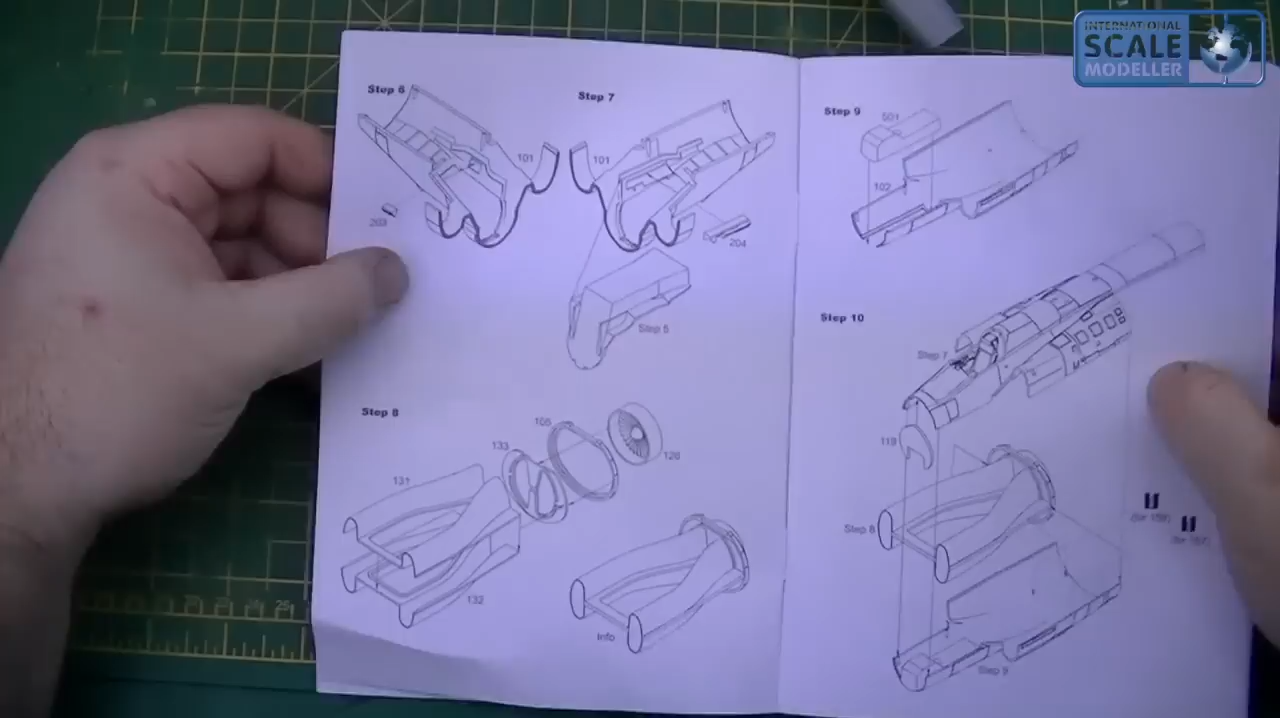 INTERNATIONAL
SCALE
MODELLER
Step 6
101
203
Step 7
101
204
Step 5
Step 8
131
133
105
128
132
Info
Step 9
501
102
Step 10
Step 7
119
Step 8
Step 9
25